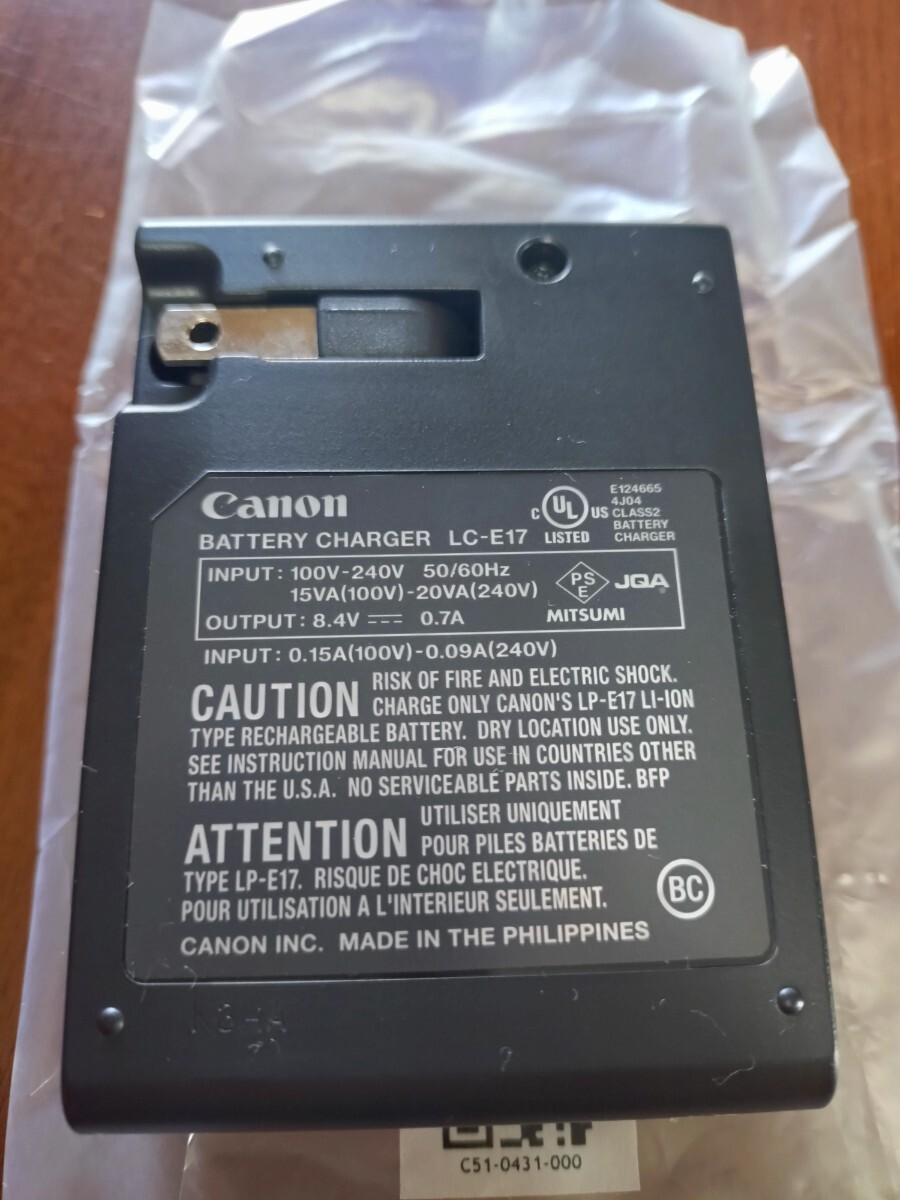 Canon
C UL US LISTED
E124665
4J04
CLASS2
BATTERY
CHARGER
BATTERY CHARGER LC-E17
INPUT: 100V-240V 50/60Hz
15VA(100V)-20VA(240V)
OUTPUT: 8.4V ⎓ 0.7A
PS
E
JQA
MITSUMI
INPUT: 0.15A(100V)-0.09A(240V)
CAUTION RISK OF FIRE AND ELECTRIC SHOCK.
CHARGE ONLY CANON'S LP-E17 LI-ION
TYPE RECHARGEABLE BATTERY. DRY LOCATION USE ONLY.
SEE INSTRUCTION MANUAL FOR USE IN COUNTRIES OTHER
THAN THE U.S.A. NO SERVICEABLE PARTS INSIDE. BFP
ATTENTION UTILISER UNIQUEMENT
POUR PILES BATTERIES DE
TYPE LP-E17. RISQUE DE CHOC ELECTRIQUE.
POUR UTILISATION A L'INTERIEUR SEULEMENT.
BC
CANON INC. MADE IN THE PHILIPPINES
C51-0431-000